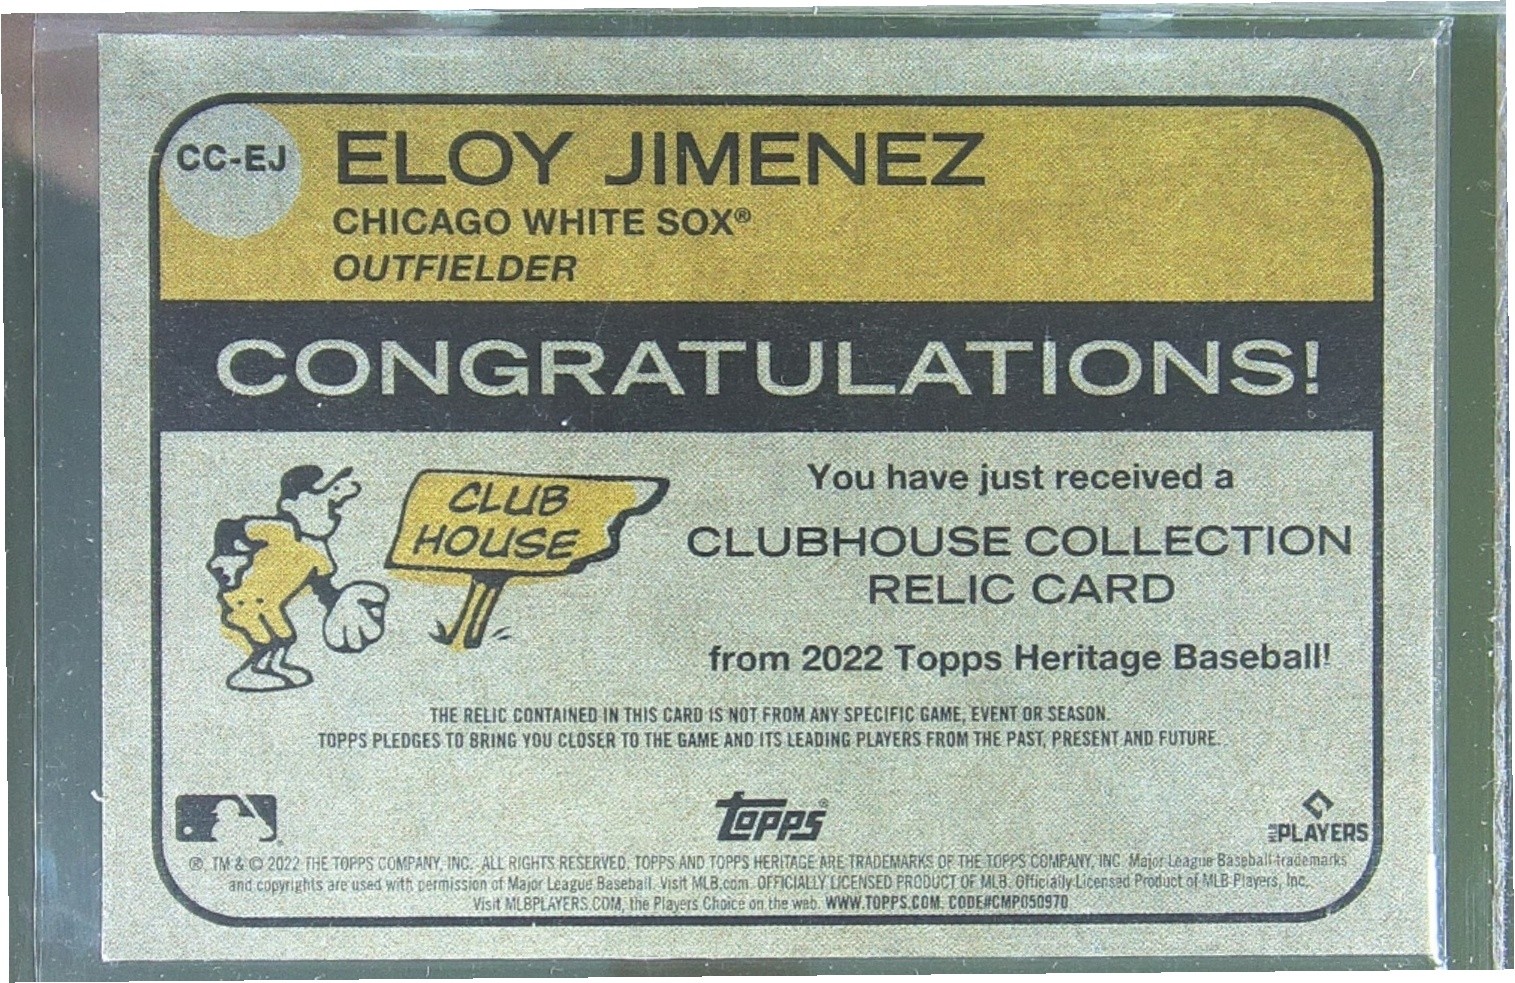 CC-EJ
ELOY JIMENEZ
CHICAGO WHITE SOX®
OUTFIELDER
CONGRATULATIONS!
CLUB
HOUSE
You have just received a
CLUBHOUSE COLLECTION
RELIC CARD
from 2022 Topps Heritage Baseball!
THE RELIC CONTAINED IN THIS CARD IS NOT FROM ANY SPECIFIC GAME, EVENT OR SEASON.
TOPPS PLEDGES TO BRING YOU CLOSER TO THE GAME AND ITS LEADING PLAYERS FROM THE PAST, PRESENT AND FUTURE.
topps®
PLAYERS
®, TM & © 2022 THE TOPPS COMPANY, INC. ALL RIGHTS RESERVED. TOPPS AND TOPPS HERITAGE ARE TRADEMARKS OF THE TOPPS COMPANY, INC. Major League Baseball trademarks
and copyrights are used with permission of Major League Baseball. Visit MLB.com. OFFICIALLY LICENSED PRODUCT OF MLB. Officially Licensed Product of MLB Players, Inc.
Visit MLBPLAYERS.COM, the Players Choice on the web. WWW.TOPPS.COM. CODE#CMP050970